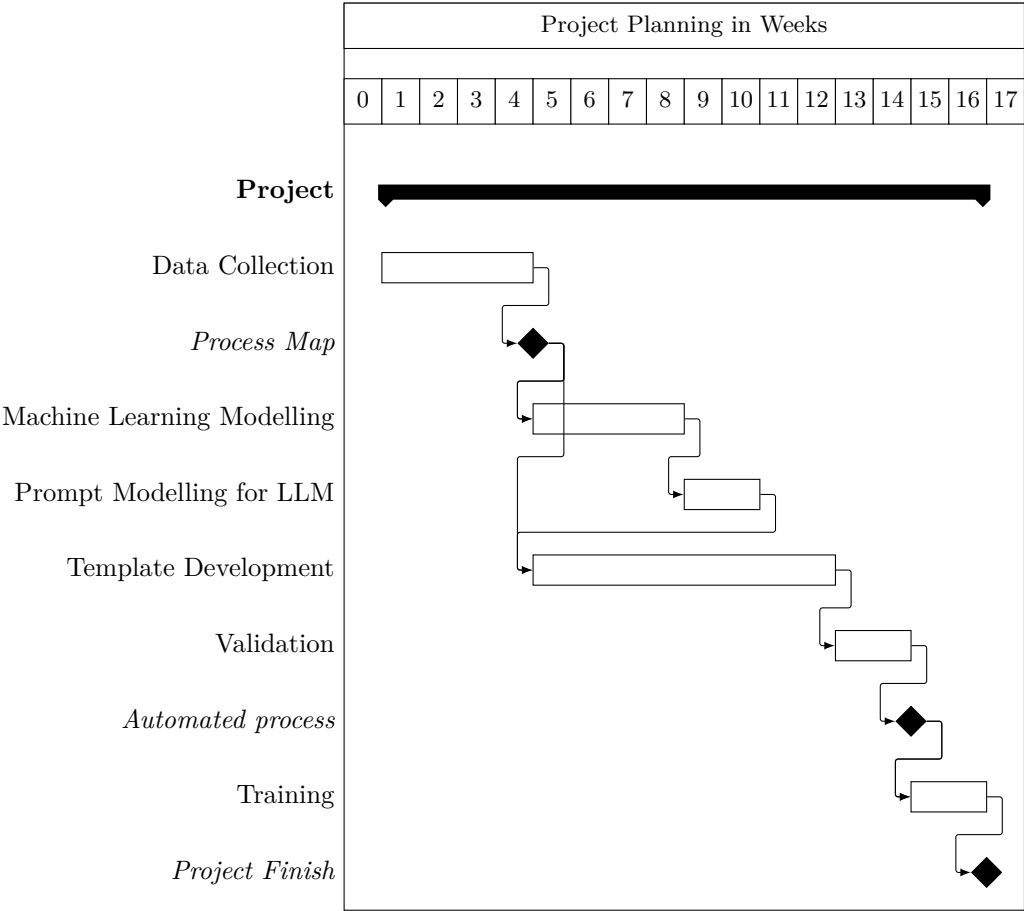 Project Planning in Weeks
0 1 2 3 4 5 6 7 8 9 10 11 12 13 14 15 16 17
Project
Data Collection
Process Map
Machine Learning Modelling
Prompt Modelling for LLM
Template Development
Validation
Automated process
Training
Project Finish